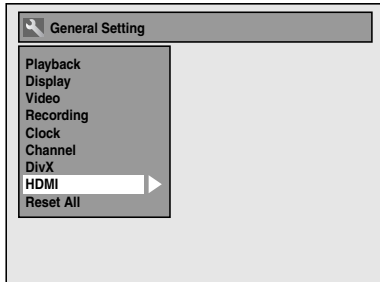 General Setting
Playback
Display
Video
Recording
Clock
Channel
DivX
HDMI
Reset All